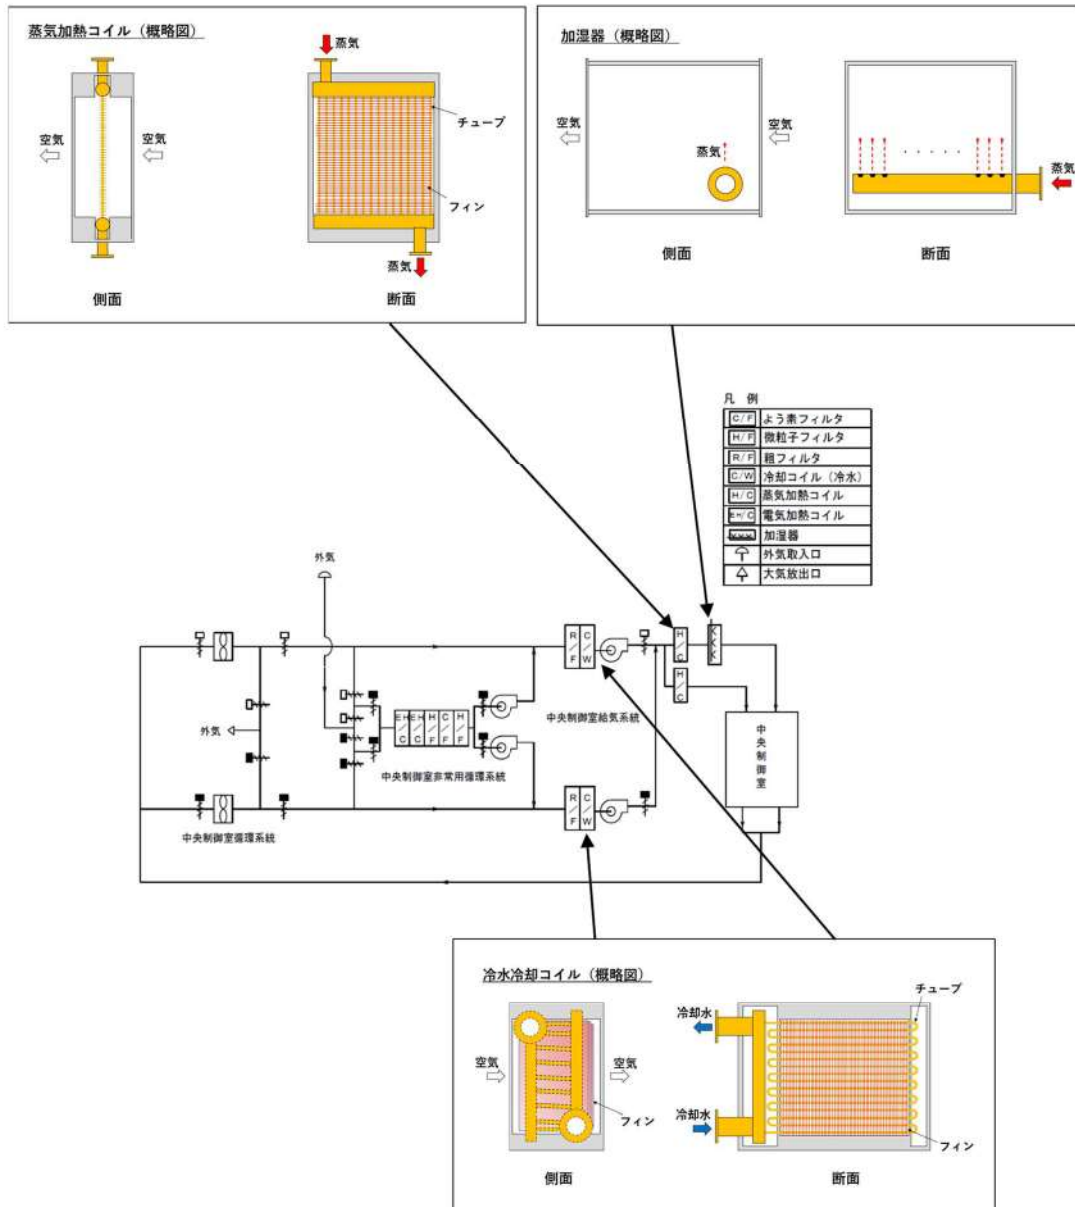 蒸気加熱コイル（概略図）
蒸気
チューブ
空気
空気
フィン
蒸気
側面
断面
加湿器（概略図）
空気
空気
蒸気
蒸気
側面
断面
凡 例
C/F よう素フィルタ
H/F 微粒子フィルタ
R/F 粗フィルタ
C/W 冷却コイル（冷水）
H/C 蒸気加熱コイル
EH/C 電気加熱コイル
加湿器
外気取入口
大気放出口
外気
R/F
C/W
H/C
H/C
外気
EH/C
EH/C
H/F
C/F
H/F
中央制御室給気系統
中央制御室
中央制御室非常用循環系統
R/F
C/W
中央制御室循環系統
冷水冷却コイル（概略図）
チューブ
冷却水
空気
空気
フィン
冷却水
フィン
側面
断面